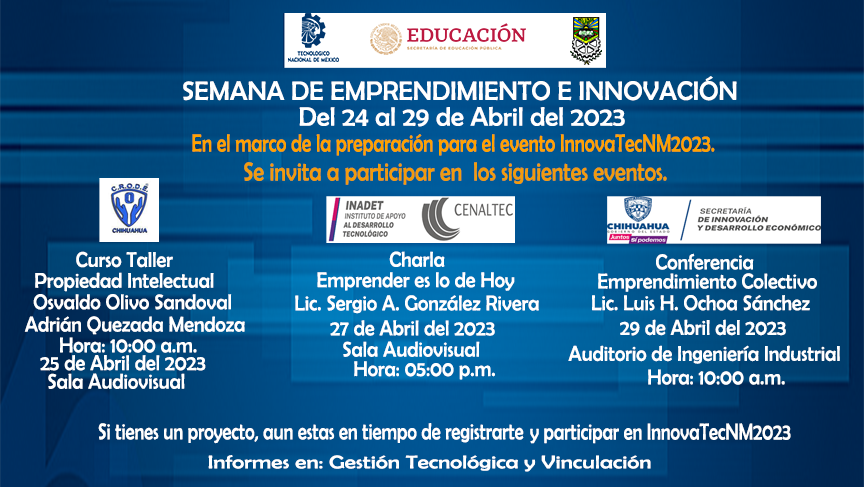 TECNOLÓGICO
NACIONAL DE MÉXICO
EDUCACIÓN
SECRETARÍA DE EDUCACIÓN PÚBLICA
SEMANA DE EMPRENDIMIENTO E INNOVACIÓN
Del 24 al 29 de Abril del 2023
En el marco de la preparación para el evento InnovaTecNM2023.
Se invita a participar en los siguientes eventos.
C.R.O.D.E.
CHIHUAHUA
Curso Taller
Propiedad Intelectual
Osvaldo Olivo Sandoval
Adrián Quezada Mendoza
Hora: 10:00 a.m.
25 de Abril del 2023
Sala Audiovisual
INADET
INSTITUTO DE APOYO
AL DESARROLLO
TECNOLÓGICO
CENALTEC
Charla
Emprender es lo de Hoy
Lic. Sergio A. González Rivera
27 de Abril del 2023
Sala Audiovisual
Hora: 05:00 p.m.
CHIHUAHUA
GOBIERNO DEL ESTADO
Juntos Sí podemos
SECRETARÍA
DE INNOVACIÓN
Y DESARROLLO ECONÓMICO
Conferencia
Emprendimiento Colectivo
Lic. Luis H. Ochoa Sánchez
29 de Abril del 2023
Auditorio de Ingeniería Industrial
Hora: 10:00 a.m.
Si tienes un proyecto, aun estas en tiempo de registrarte y participar en InnovaTecNM2023
Informes en: Gestión Tecnológica y Vinculación